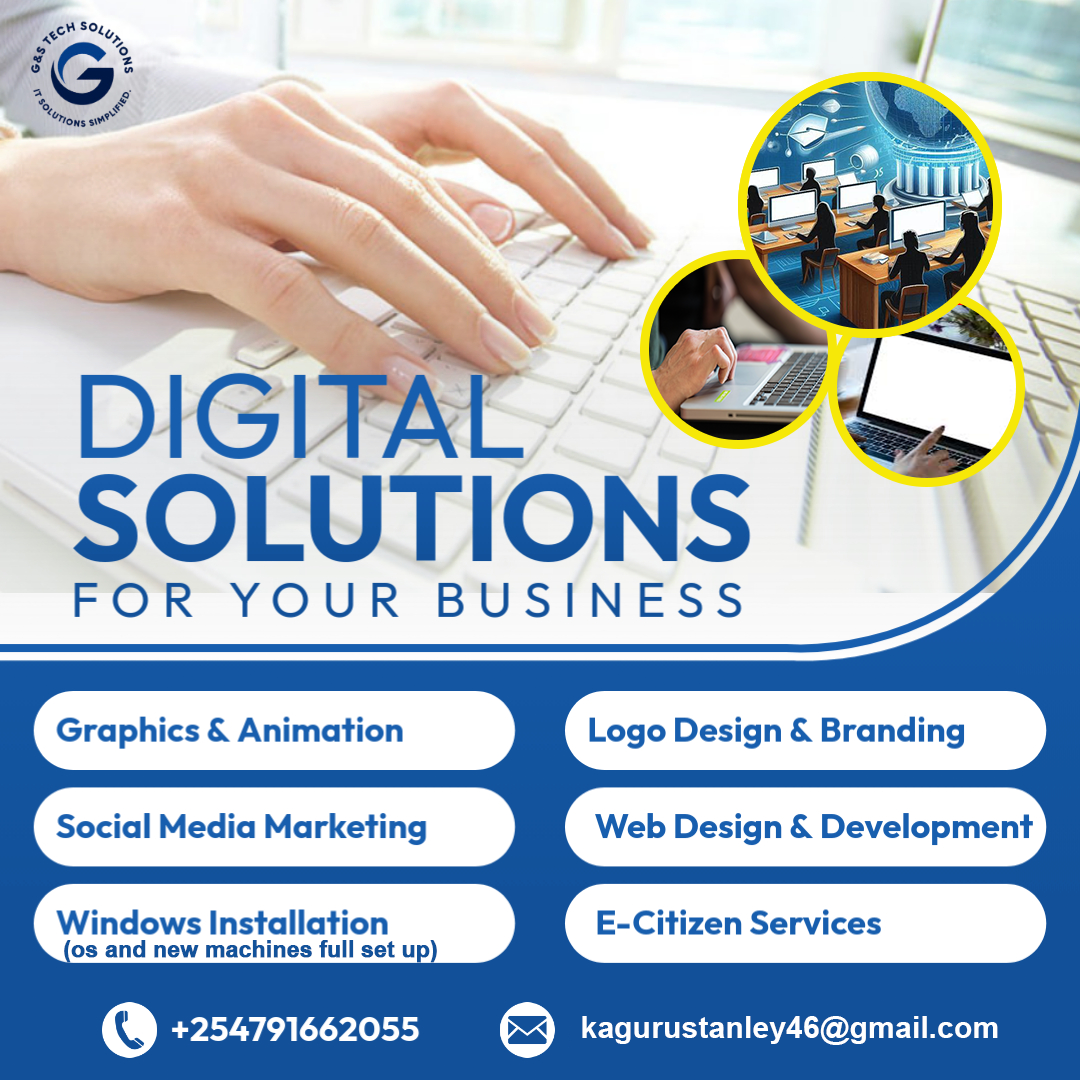 G&S TECH SOLUTIONS
G
IT SOLUTIONS SIMPLIFIED.
DIGITAL
SOLUTIONS
FOR YOUR BUSINESS
Graphics & Animation
Logo Design & Branding
Social Media Marketing
Web Design & Development
Windows Installation
(os and new machines full set up)
E-Citizen Services
+254791662055
kagurustanley46@gmail.com